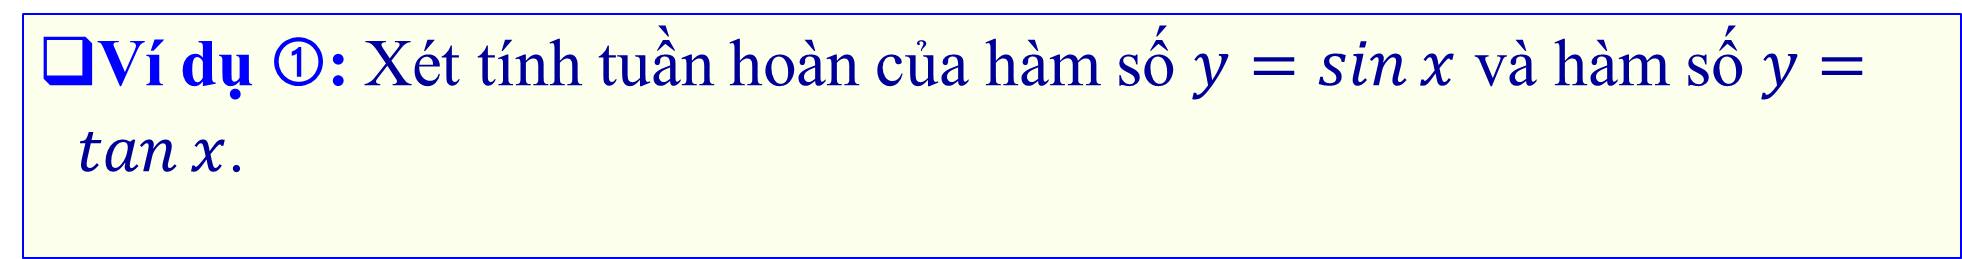 ❑Ví dụ ①: Xét tính tuần hoàn của hàm số y = sin x và hàm số y =
tan x.